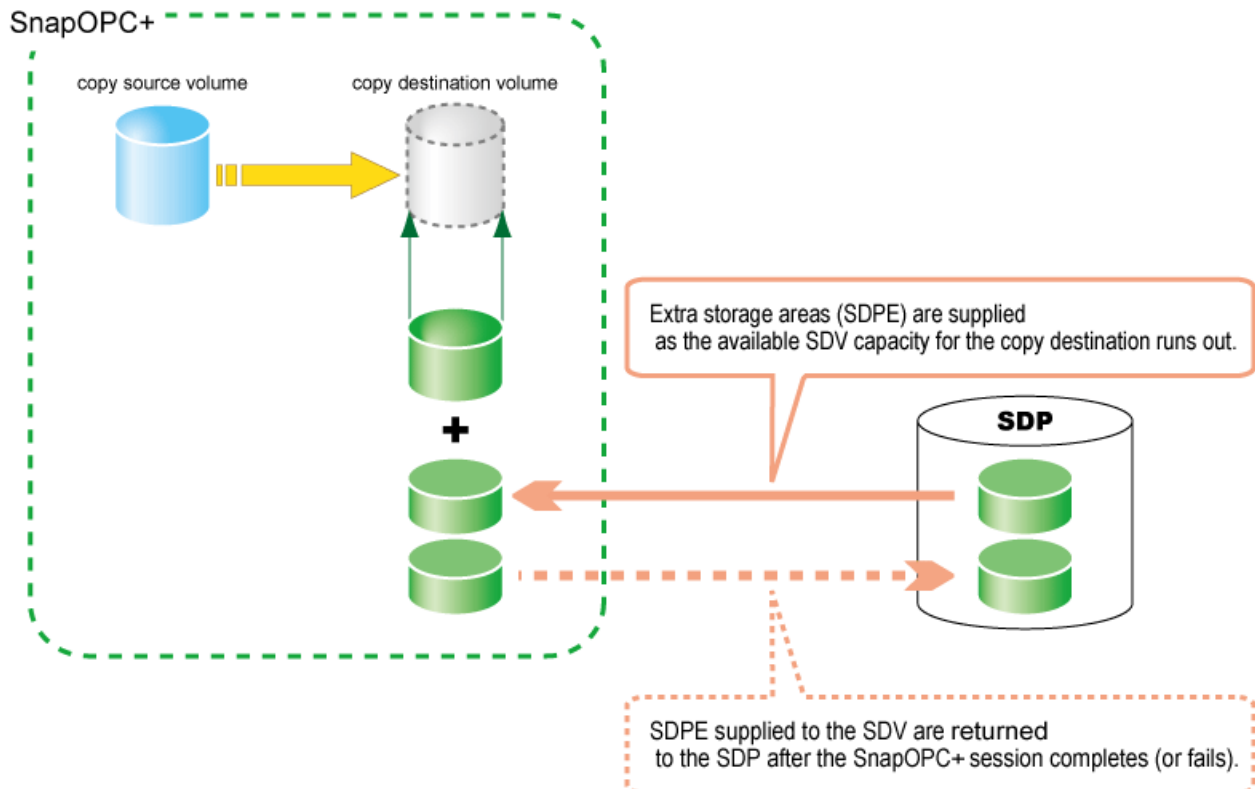 SnapOPC+
copy source volume
copy destination volume
Extra storage areas (SDPE) are supplied
as the available SDV capacity for the copy destination runs out.
+
SDP
SDPE supplied to the SDV are returned
to the SDP after the SnapOPC+ session completes (or fails).